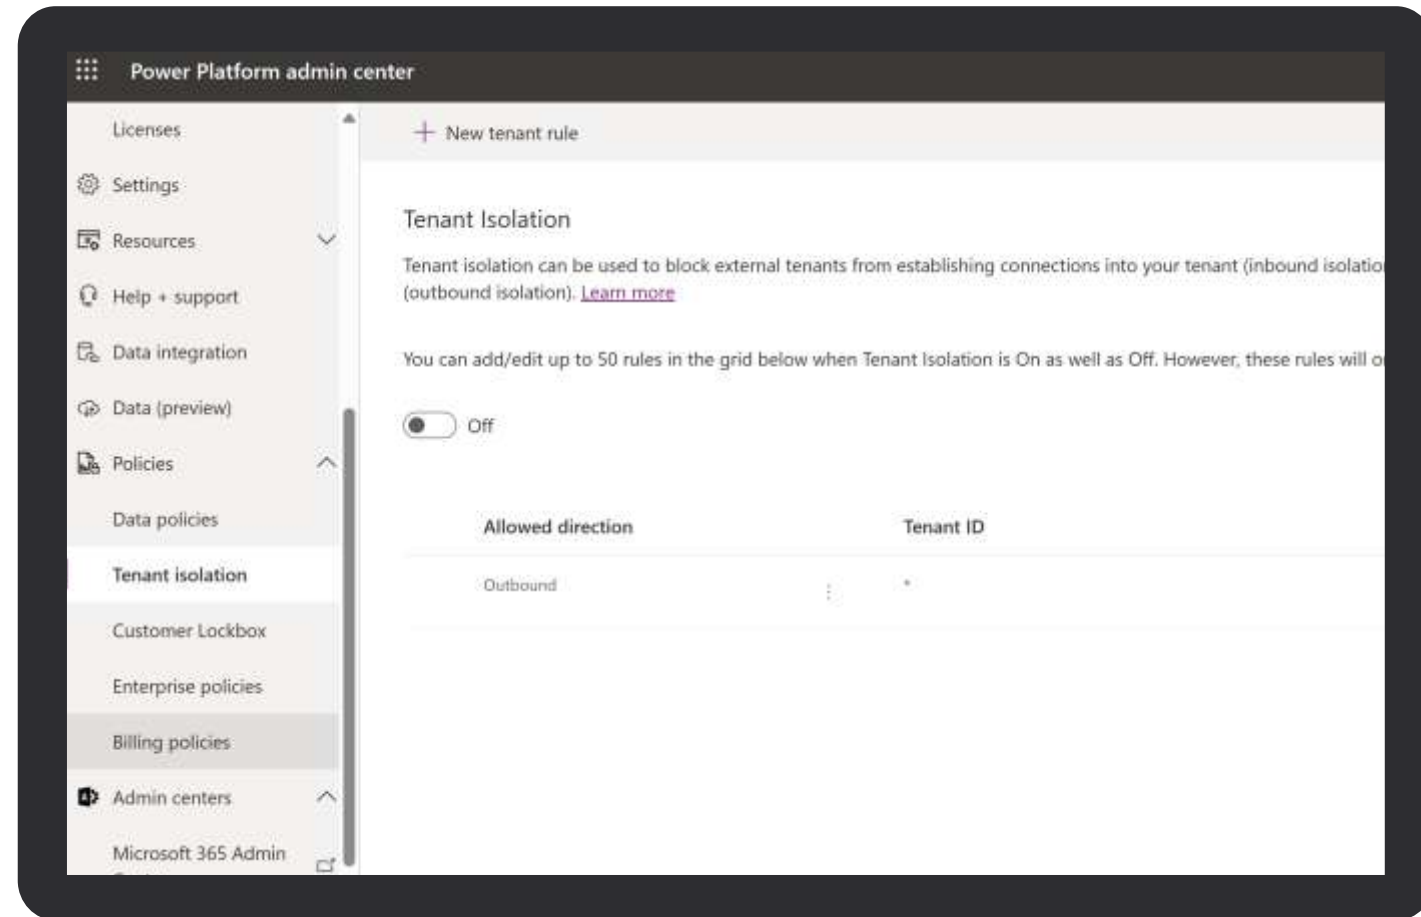 Power Platform admin center
Licenses
Settings
Resources
Help + support
Data integration
Data (preview)
Policies
Data policies
Tenant isolation
Customer Lockbox
Enterprise policies
Billing policies
Admin centers
Microsoft 365 Admin
+ New tenant rule
Tenant Isolation
Tenant isolation can be used to block external tenants from establishing connections into your tenant (inbound isolatio
(outbound isolation). Learn more
You can add/edit up to 50 rules in the grid below when Tenant Isolation is On as well as Off. However, these rules will o
Off
Allowed direction Tenant ID
Outbound *